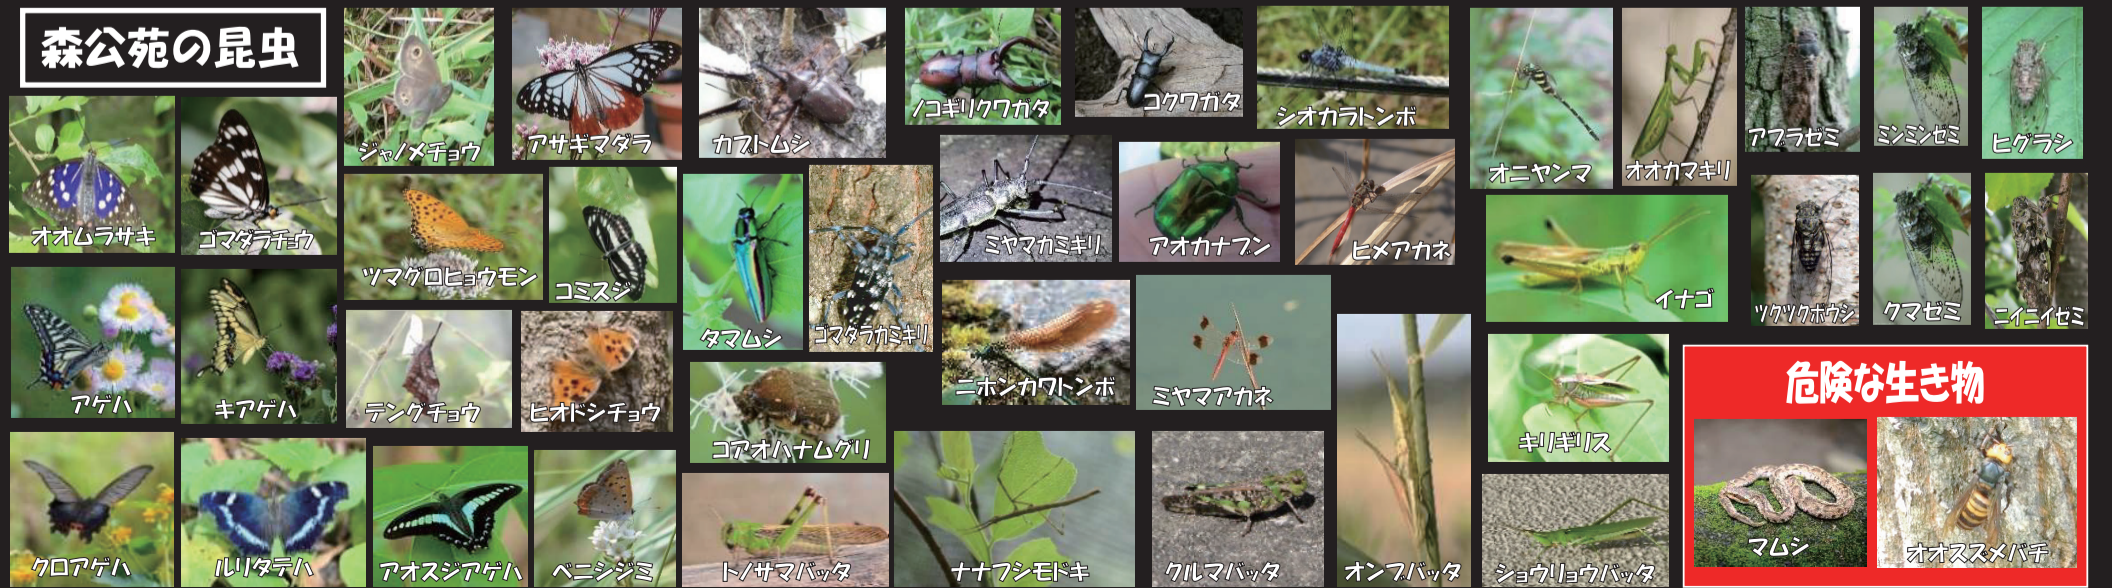 森公苑の昆虫
ジャノメチョウ
アサギマダラ
カブトムシ
ノコギリクワガタ
コクワガタ
シオカラトンボ
オニヤンマ
オオカマキリ
アブラゼミ
ミンミンゼミ
ヒグラシ
オオムラサキ
ゴマダラチョウ
ツマグロヒョウモン
コミスジ
タマムシ
ゴマダラカミキリ
ミヤマカミキリ
アオカナブン
ヒメアカネ
イナゴ
ツクツクボウシ
クマゼミ
ニイニイゼミ
アゲハ
キアゲハ
テングチョウ
ヒオドシチョウ
コアオハナムグリ
ニホンカワトンボ
ミヤマアカネ
キリギリス
クロアゲハ
ルリタテハ
アオスジアゲハ
ベニシジミ
トノサマバッタ
ナナフシモドキ
クルマバッタ
オンブバッタ
ショウリョウバッタ
危険な生き物
マムシ
オオスズメバチ